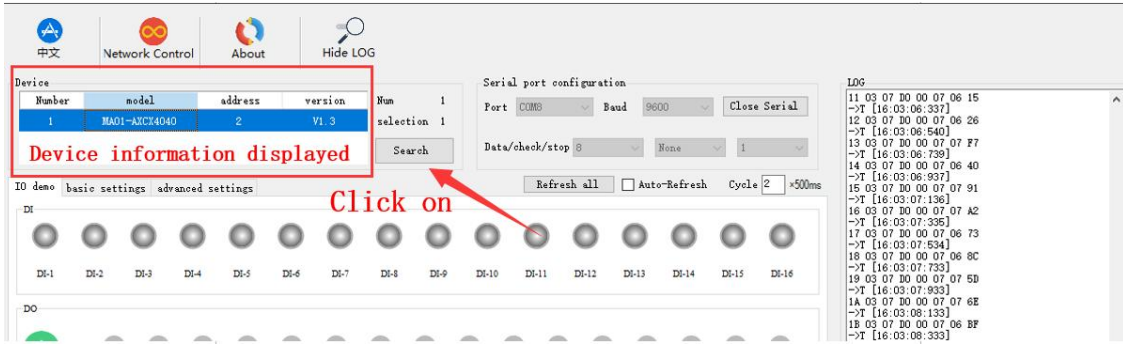 中文
Network Control
About
Hide LOG
Device
Number model address version
1 MA01-AXCX4040 2 V1.3
Device information displayed
Num 1
selection 1
Search
Serial port configuration
Port COM8 Baud 9600 Close Serial
Data/check/stop 8 None 1
IO demo basic settings advanced settings
Refresh all Auto-Refresh Cycle 2 ×500ms
Click on
DI
DI-1 DI-2 DI-3 DI-4 DI-5 DI-6 DI-7 DI-8 DI-9 DI-10 DI-11 DI-12 DI-13 DI-14 DI-15 DI-16
DO
LOG
11 03 07 D0 00 07 06 15
->T [16:03:06:337]
12 03 07 D0 00 07 06 26
->T [16:03:06:540]
13 03 07 D0 00 07 07 F7
->T [16:03:06:739]
14 03 07 D0 00 07 06 40
->T [16:03:06:937]
15 03 07 D0 00 07 07 91
->T [16:03:07:136]
16 03 07 D0 00 07 07 A2
->T [16:03:07:335]
17 03 07 D0 00 07 06 73
->T [16:03:07:534]
18 03 07 D0 00 07 06 8C
->T [16:03:07:733]
19 03 07 D0 00 07 07 5D
->T [16:03:07:933]
1A 03 07 D0 00 07 07 6E
->T [16:03:08:133]
1B 03 07 D0 00 07 06 BF
->T [16:03:08:333]